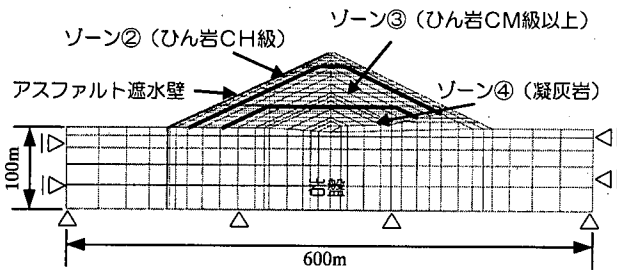 ゾーン②（ひん岩CH級）
ゾーン③（ひん岩CM級以上）
アスファルト遮水壁
ゾーン④（凝灰岩）
100m
岩盤
600m